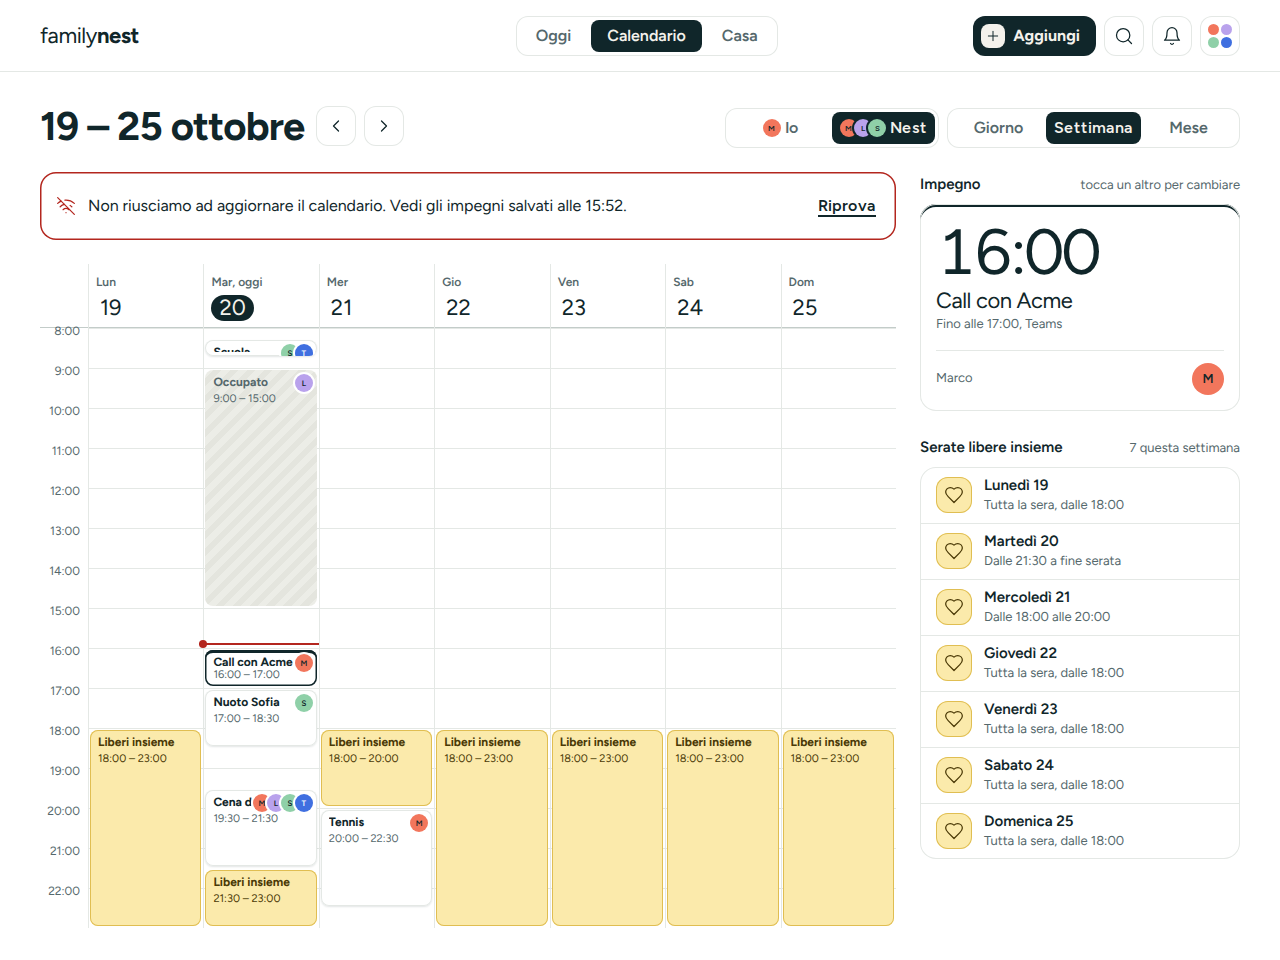 familynest
Oggi
Calendario
Casa
Aggiungi
19 – 25 ottobre
M Io
M L S Nest
Giorno
Settimana
Mese
Non riusciamo ad aggiornare il calendario. Vedi gli impegni salvati alle 15:52.
Riprova
Lun
19
Mar, oggi
20
Mer
21
Gio
22
Ven
23
Sab
24
Dom
25
8:00
9:00
10:00
11:00
12:00
13:00
14:00
15:00
16:00
17:00
18:00
19:00
20:00
21:00
22:00
Liberi insieme
18:00 – 23:00
Scuola
S T
Occupato
L
9:00 – 15:00
Call con Acme
M
16:00 – 17:00
Nuoto Sofia
S
17:00 – 18:30
Cena d
M L S T
19:30 – 21:30
Liberi insieme
21:30 – 23:00
Liberi insieme
18:00 – 20:00
Tennis
M
20:00 – 22:30
Liberi insieme
18:00 – 23:00
Liberi insieme
18:00 – 23:00
Liberi insieme
18:00 – 23:00
Liberi insieme
18:00 – 23:00
Impegno
tocca un altro per cambiare
16:00
Call con Acme
Fino alle 17:00, Teams
Marco
M
Serate libere insieme
7 questa settimana
Lunedì 19
Tutta la sera, dalle 18:00
Martedì 20
Dalle 21:30 a fine serata
Mercoledì 21
Dalle 18:00 alle 20:00
Giovedì 22
Tutta la sera, dalle 18:00
Venerdì 23
Tutta la sera, dalle 18:00
Sabato 24
Tutta la sera, dalle 18:00
Domenica 25
Tutta la sera, dalle 18:00